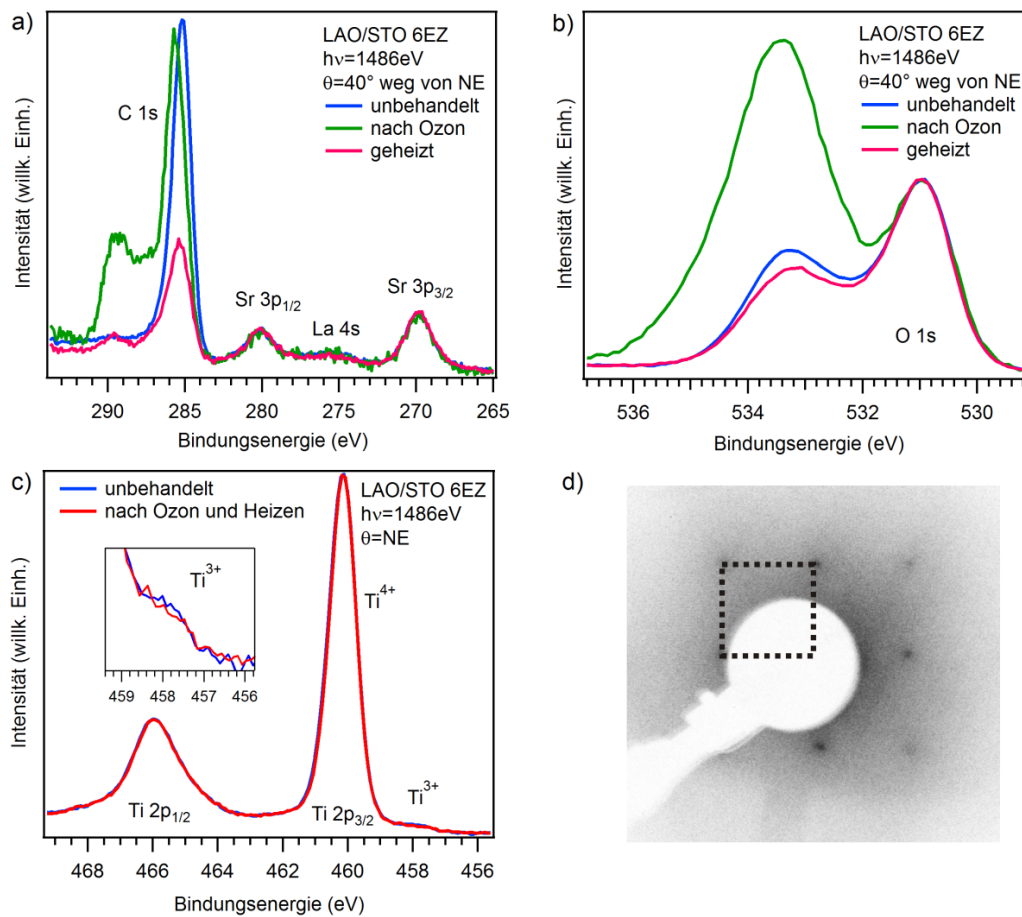 a)
LAO/STO 6EZ
hν=1486eV
θ=40° weg von NE
unbehandelt
nach Ozon
geheizt
C 1s
Sr 3p1/2
La 4s
Sr 3p3/2
Intensität (willk. Einh.)
290 285 280 275 270 265
Bindungsenergie (eV)
b)
LAO/STO 6EZ
hν=1486eV
θ=40° weg von NE
unbehandelt
nach Ozon
geheizt
O 1s
Intensität (willk. Einh.)
536 534 532 530
Bindungsenergie (eV)
c)
unbehandelt
nach Ozon und Heizen
LAO/STO 6EZ
hν=1486eV
θ=NE
Ti3+
459 458 457 456
Ti4+
Ti 2p1/2
Ti 2p3/2
Ti3+
Intensität (willk. Einh.)
468 466 464 462 460 458 456
Bindungsenergie (eV)
d)